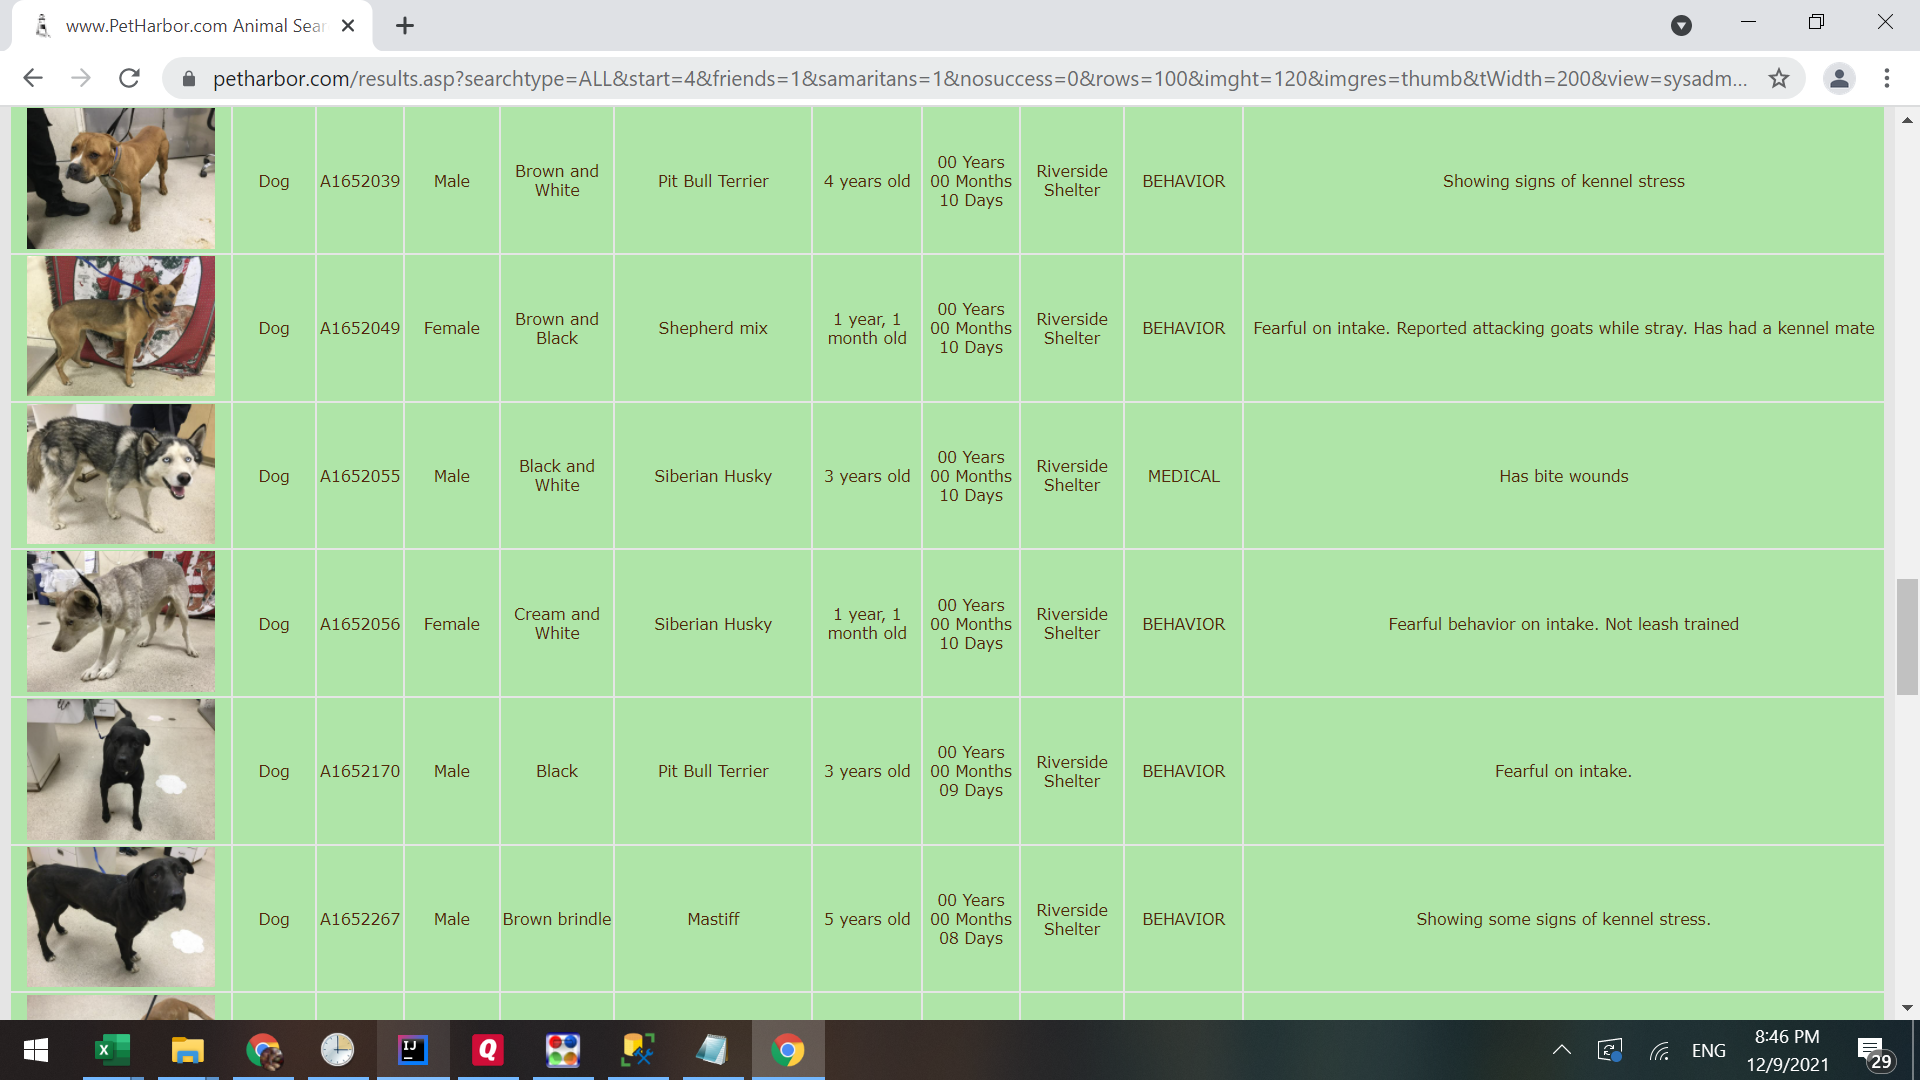 www.PetHarbor.com Animal Sear
petharbor.com/results.asp?searchtype=ALL&start=4&friends=1&samaritans=1&nosuccess=0&rows=100&imght=120&imgres=thumb&tWidth=200&view=sysadm...
Dog
A1652039
Male
Brown and
White
Pit Bull Terrier
4 years old
00 Years
00 Months
10 Days
Riverside
Shelter
BEHAVIOR
Showing signs of kennel stress
Dog
A1652049
Female
Brown and
Black
Shepherd mix
1 year, 1
month old
00 Years
00 Months
10 Days
Riverside
Shelter
BEHAVIOR
Fearful on intake. Reported attacking goats while stray. Has had a kennel mate
Dog
A1652055
Male
Black and
White
Siberian Husky
3 years old
00 Years
00 Months
10 Days
Riverside
Shelter
MEDICAL
Has bite wounds
Dog
A1652056
Female
Cream and
White
Siberian Husky
1 year, 1
month old
00 Years
00 Months
10 Days
Riverside
Shelter
BEHAVIOR
Fearful behavior on intake. Not leash trained
Dog
A1652170
Male
Black
Pit Bull Terrier
3 years old
00 Years
00 Months
09 Days
Riverside
Shelter
BEHAVIOR
Fearful on intake.
Dog
A1652267
Male
Brown brindle
Mastiff
5 years old
00 Years
00 Months
08 Days
Riverside
Shelter
BEHAVIOR
Showing some signs of kennel stress.
X
IJ
Q
ENG
8:46 PM
12/9/2021
29